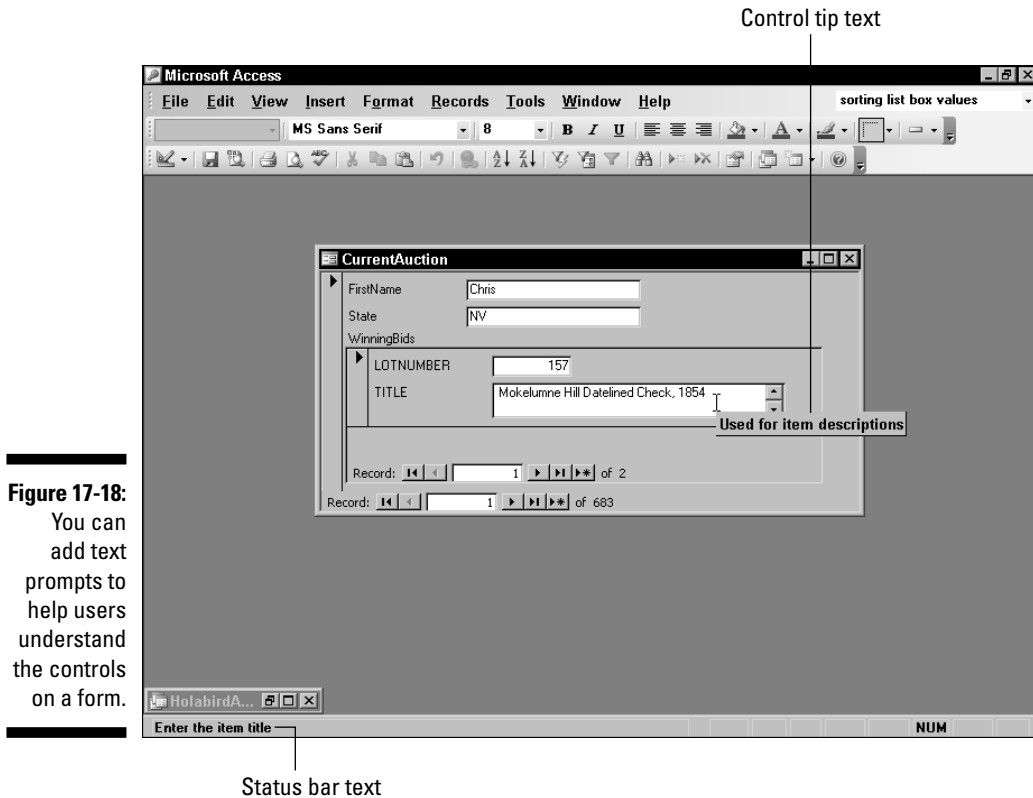 Control tip text
Microsoft Access
File Edit View Insert Format Records Tools Window Help
sorting list box values
MS Sans Serif 8 B I U A
ABC A Z Z A
CurrentAuction
FirstName Chris
State NV
WinningBids
LOTNUMBER 157
TITLE Mokelumne Hill Datelined Check, 1854
Used for item descriptions
Record: 1 of 2
Record: 1 of 683
Figure 17-18:
You can
add text
prompts to
help users
understand
the controls
on a form.
HolabirdA...
Enter the item title NUM
Status bar text